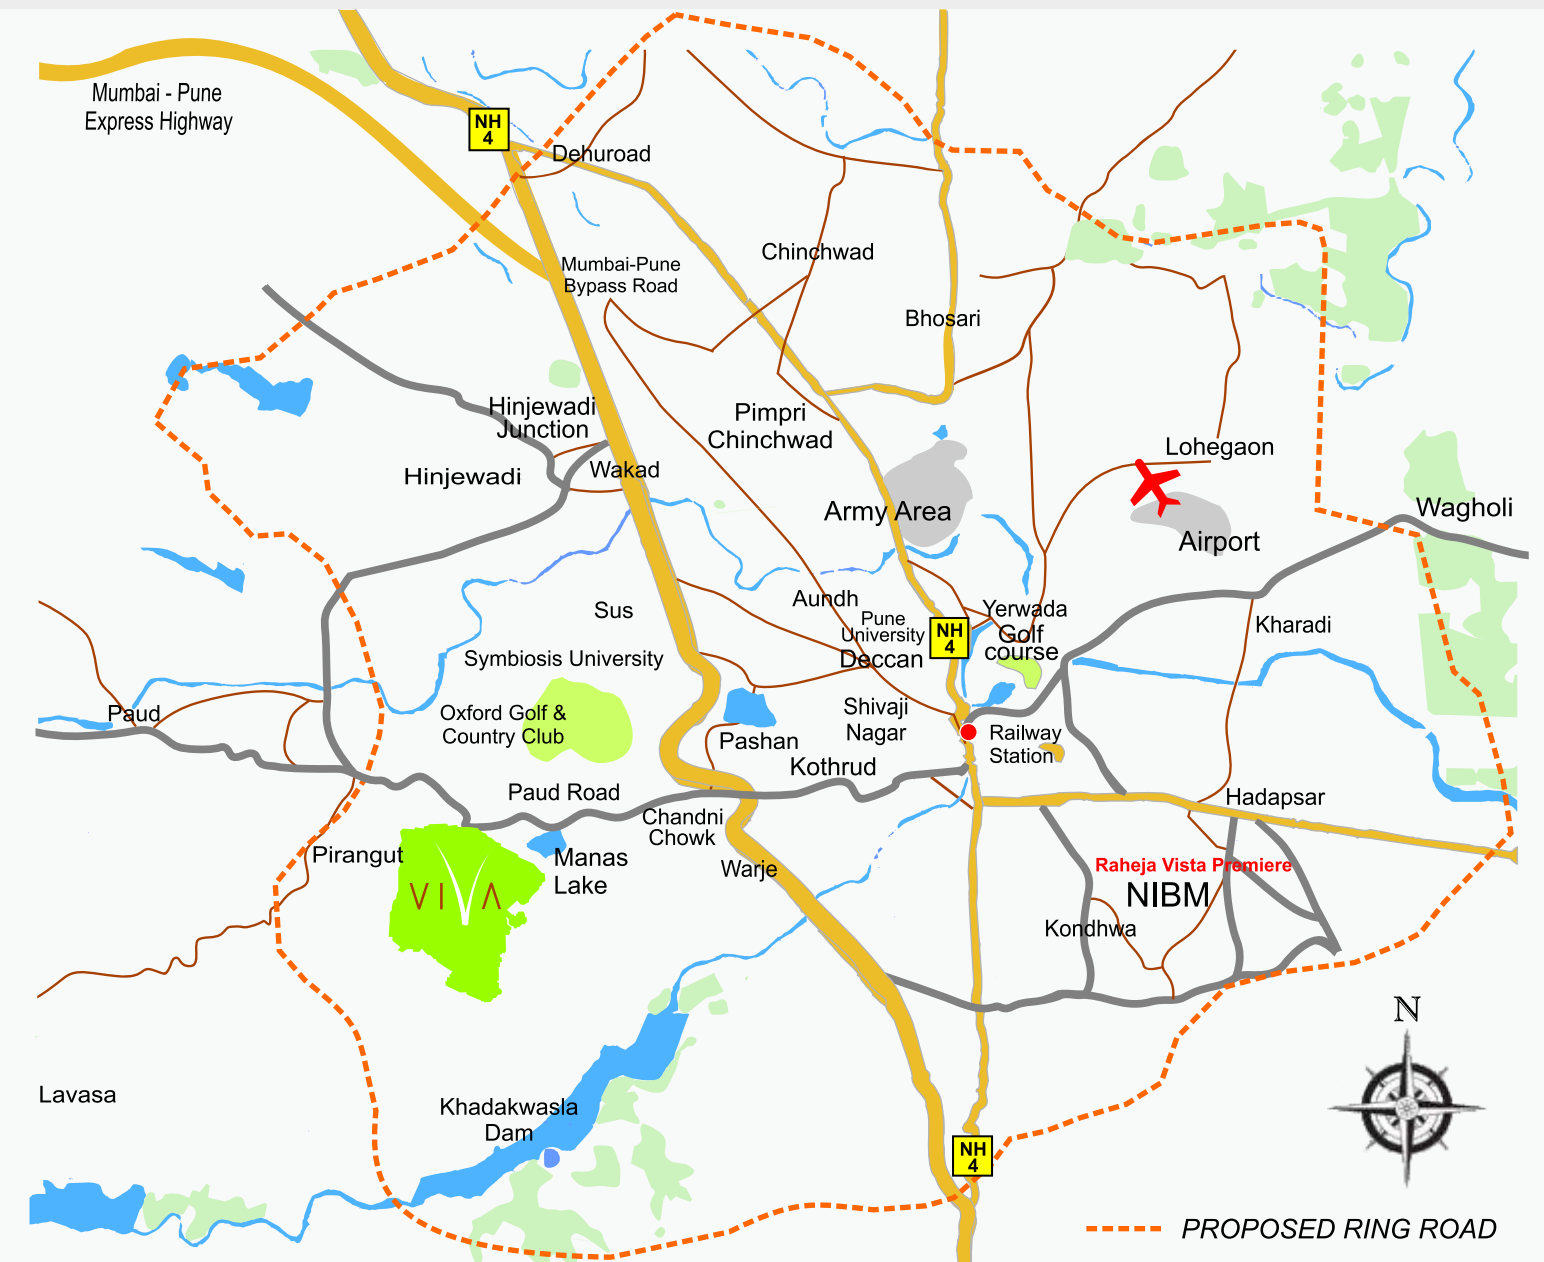 Mumbai - Pune
Express Highway
NH
4
Dehuroad
Chinchwad
Mumbai-Pune
Bypass Road
Bhosari
Hinjewadi
Junction
Pimpri
Chinchwad
Lohegaon
Hinjewadi
Wakad
Army Area
Wagholi
Airport
Sus
Aundh
Pune
University
Deccan
NH
4
Yerwada
Golf
course
Kharadi
Symbiosis University
Oxford Golf &
Country Club
Paud
Shivaji
Nagar
Pashan
Railway
Station
Kothrud
Paud Road
Hadapsar
Chandni
Chowk
Pirangut
Manas
Lake
Warje
VIVA
Raheja Vista Premiere
NIBM
Kondhwa
N
Lavasa
Khadakwasla
Dam
NH
4
PROPOSED RING ROAD